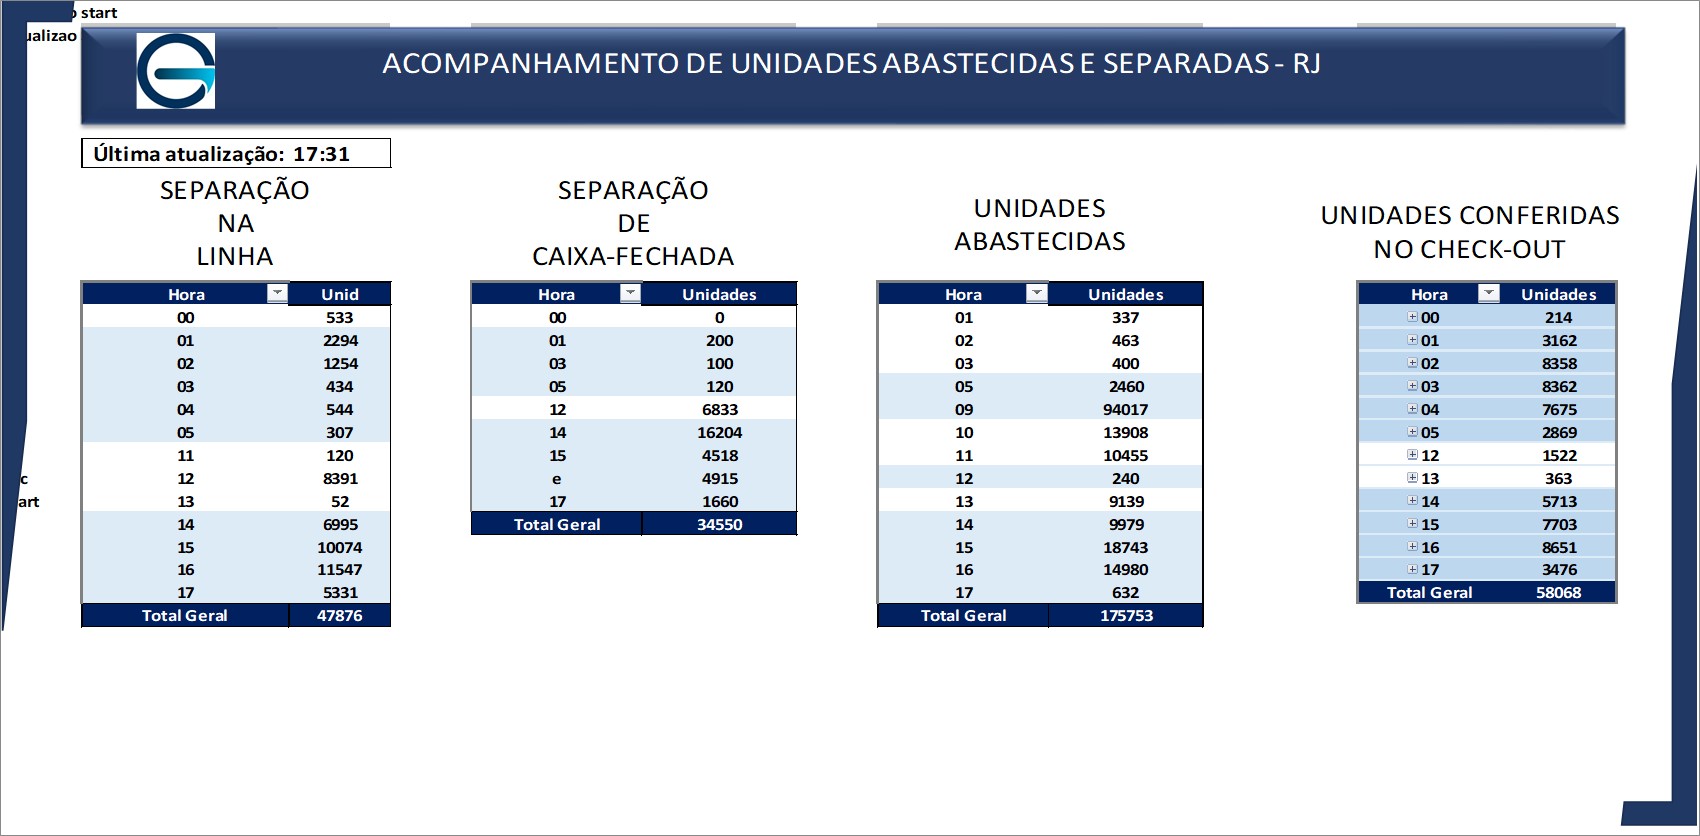 start
ualizao
ACOMPANHAMENTO DE UNIDADES ABASTECIDAS E SEPARADAS - RJ
Última atualização: 17:31
SEPARAÇÃO
NA
LINHA
Hora Unid
00 533
01 2294
02 1254
03 434
04 544
05 307
11 120
12 8391
13 52
14 6995
15 10074
16 11547
17 5331
Total Geral 47876
SEPARAÇÃO
DE
CAIXA-FECHADA
Hora Unidades
00 0
01 200
03 100
05 120
12 6833
14 16204
15 4518
e 4915
17 1660
Total Geral 34550
UNIDADES
ABASTECIDAS
Hora Unidades
01 337
02 463
03 400
05 2460
09 94017
10 13908
11 10455
12 240
13 9139
14 9979
15 18743
16 14980
17 632
Total Geral 175753
UNIDADES CONFERIDAS
NO CHECK-OUT
Hora Unidades
00 214
01 3162
02 8358
03 8362
04 7675
05 2869
12 1522
13 363
14 5713
15 7703
16 8651
17 3476
Total Geral 58068
c
art